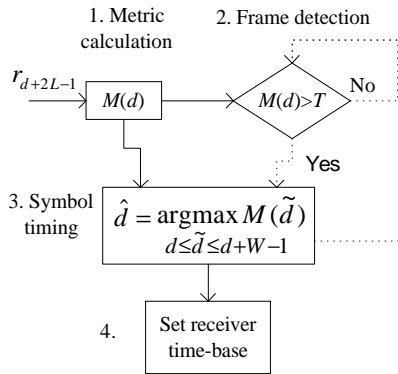 1. Metric calculation
2. Frame detection
r_{d+2L-1}
M(d)
M(d)>T
No
Yes
3. Symbol timing
d̂ = argmax M(d̃)
d≤d̃≤d+W-1
4.
Set receiver
time-base